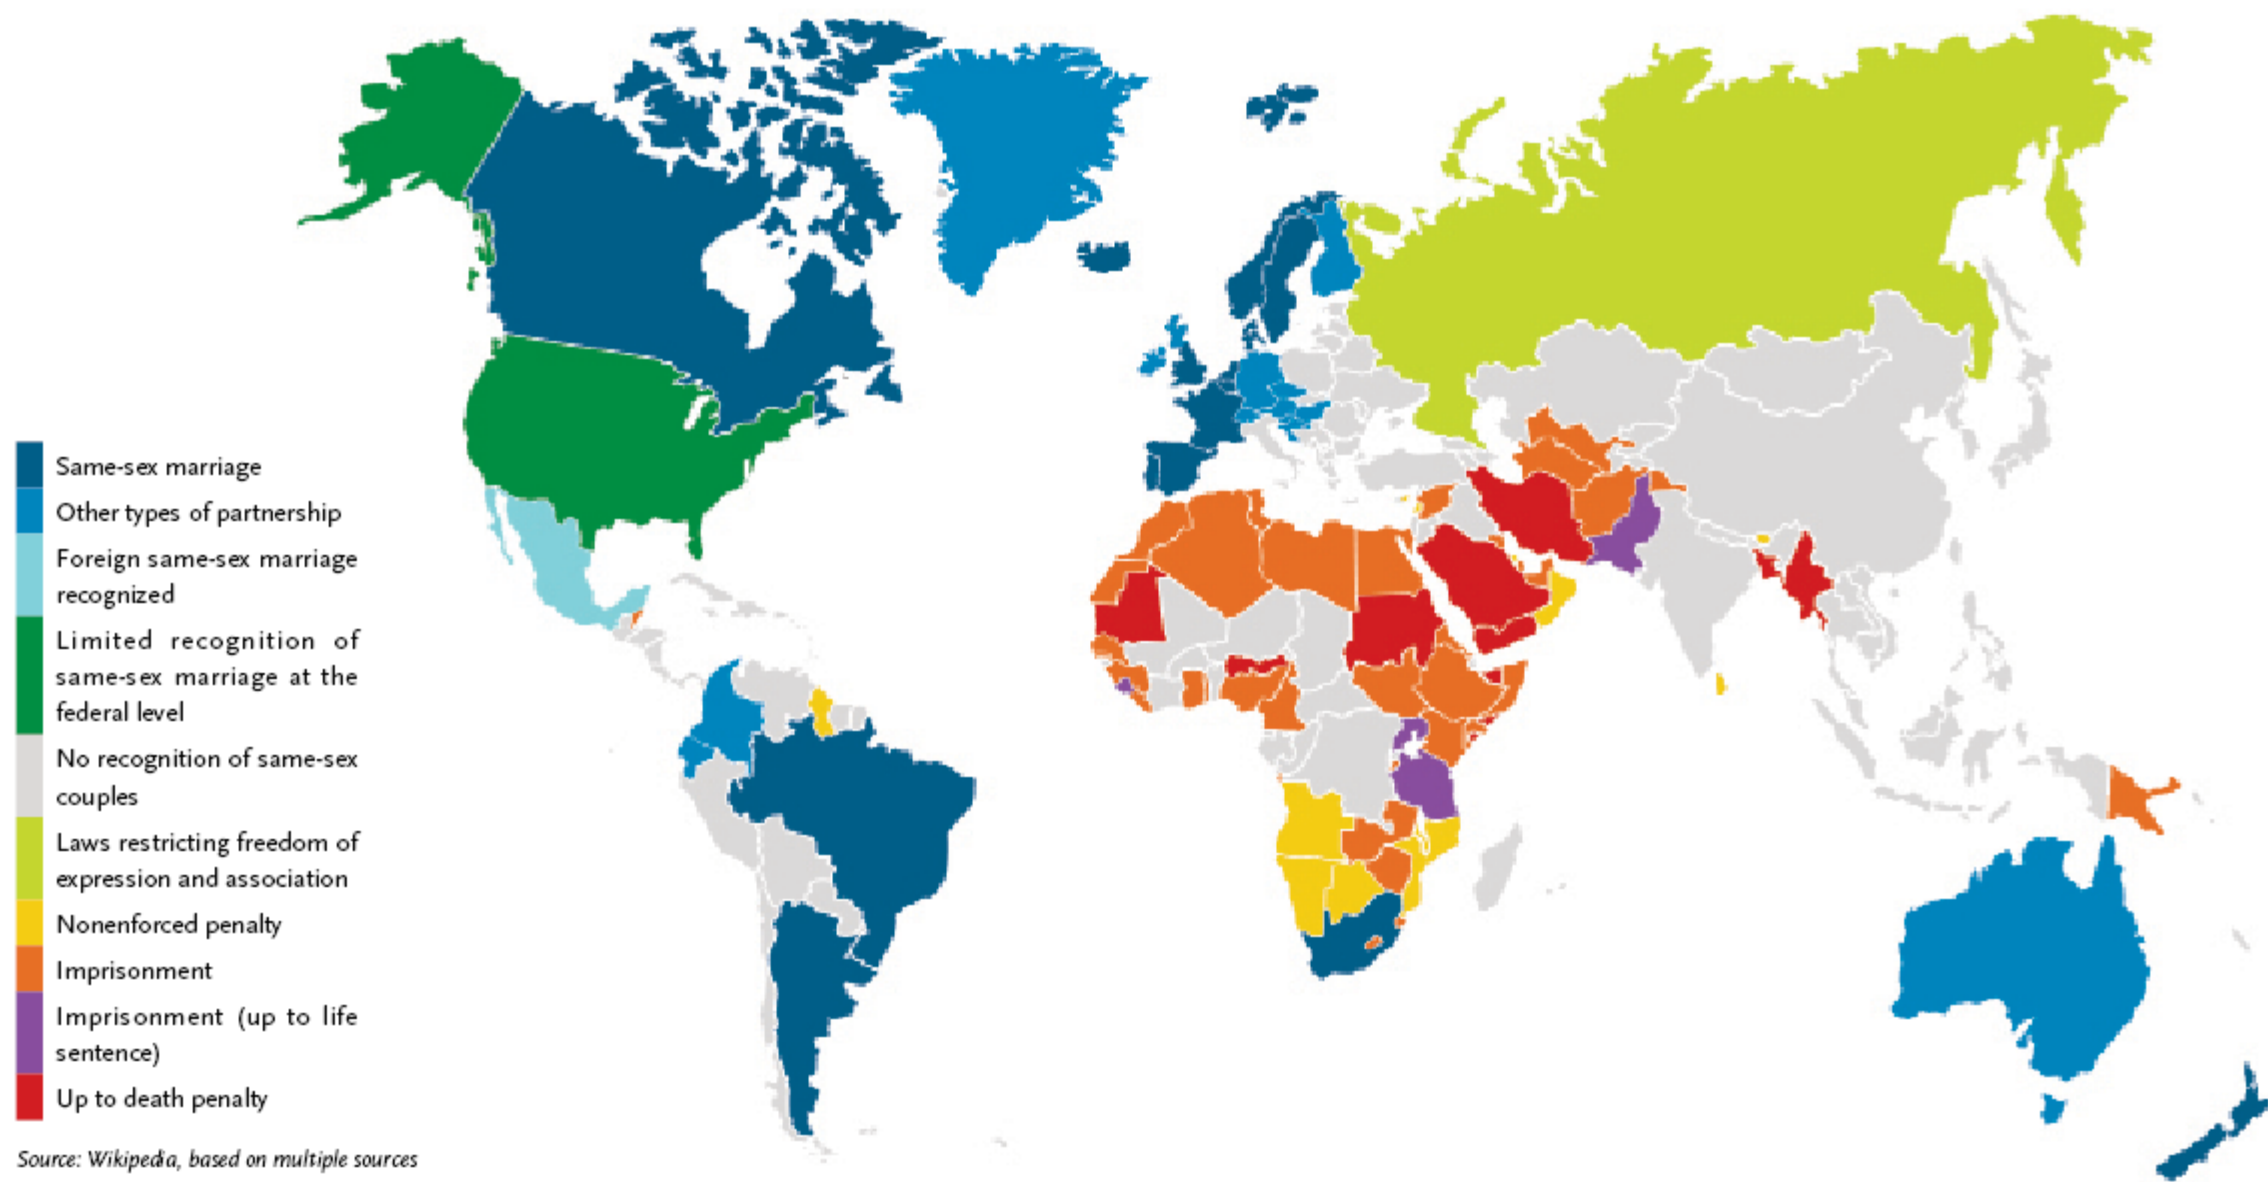 Same-sex marriage
Other types of partnership
Foreign same-sex marriage
recognized
Limited recognition of
same-sex marriage at the
federal level
No recognition of same-sex
couples
Laws restricting freedom of
expression and association
Nonenforced penalty
Imprisonment
Imprisonment (up to life
sentence)
Up to death penalty
Source: Wikipedia, based on multiple sources